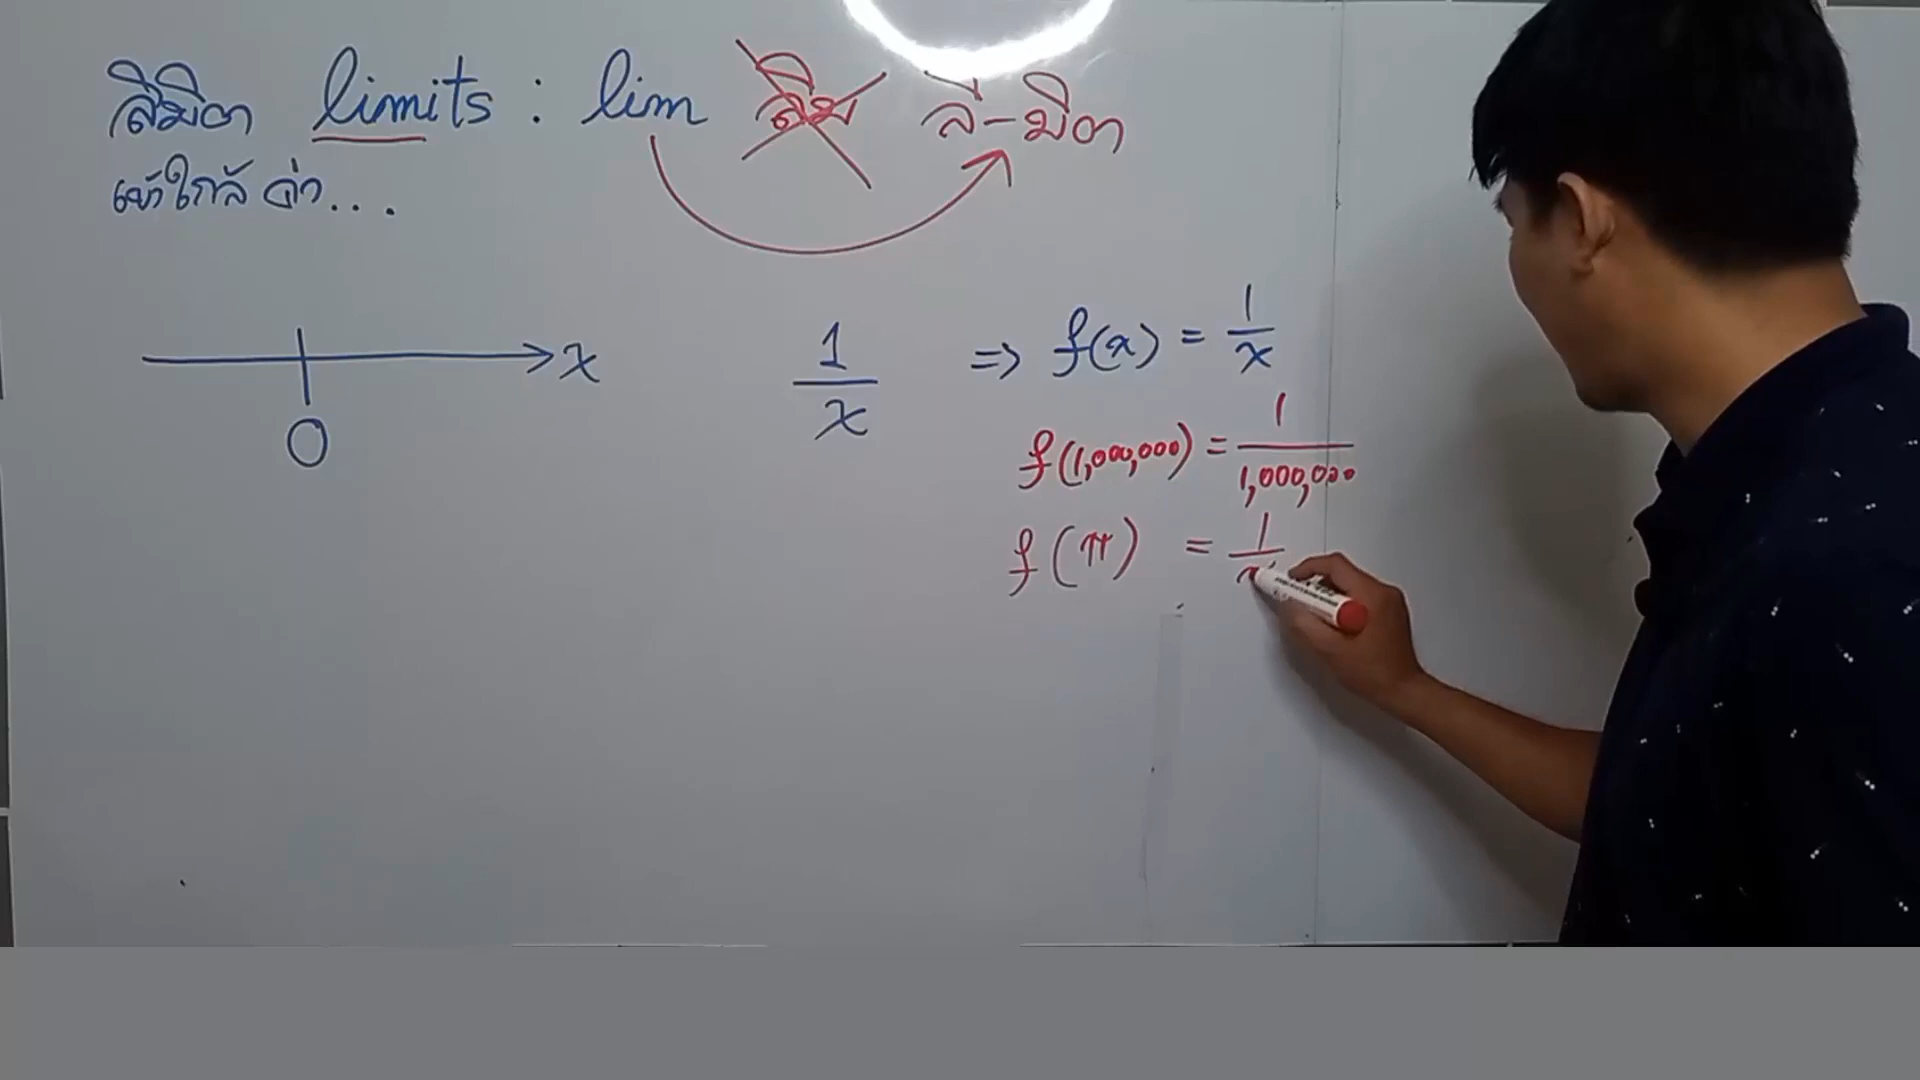 ลิมิต limits : lim ลิม ลิ-มิต
เข้าใกล้ ค่า...
x
0
1/x ⇒ f(x) = 1/x
f(1,000,000) = 1/1,000,000
f(π) = 1/π